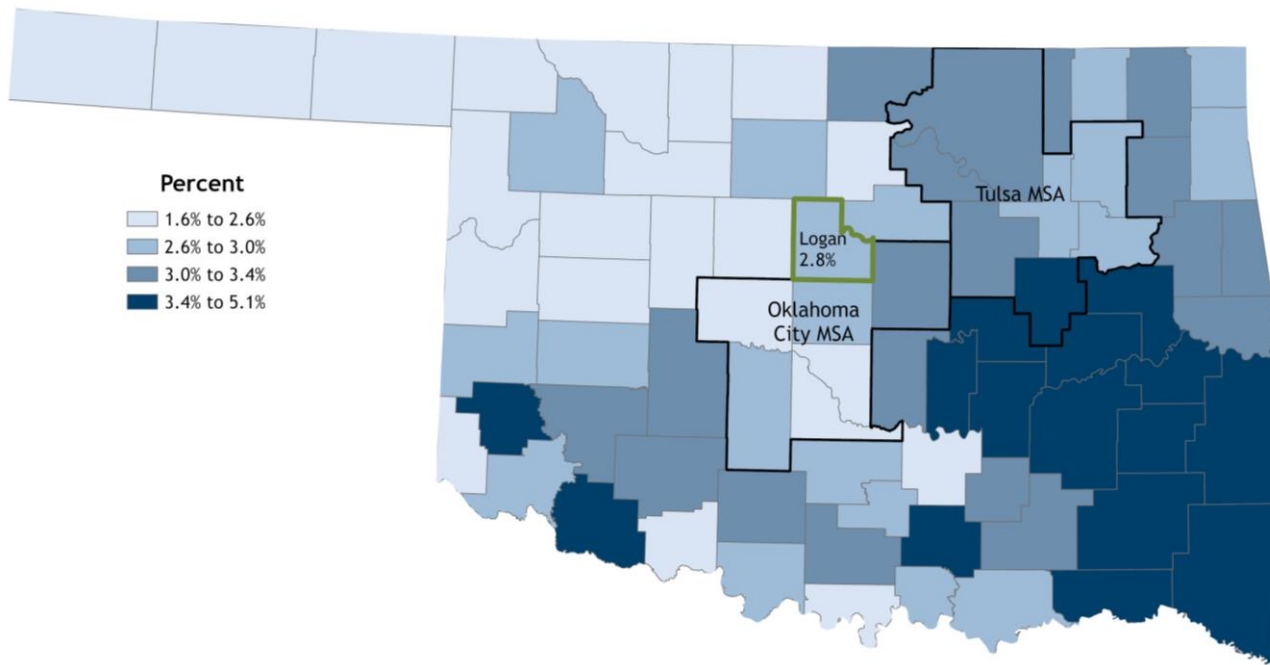 Percent
1.6% to 2.6%
2.6% to 3.0%
3.0% to 3.4%
3.4% to 5.1%
Tulsa MSA
Logan
2.8%
Oklahoma
City MSA